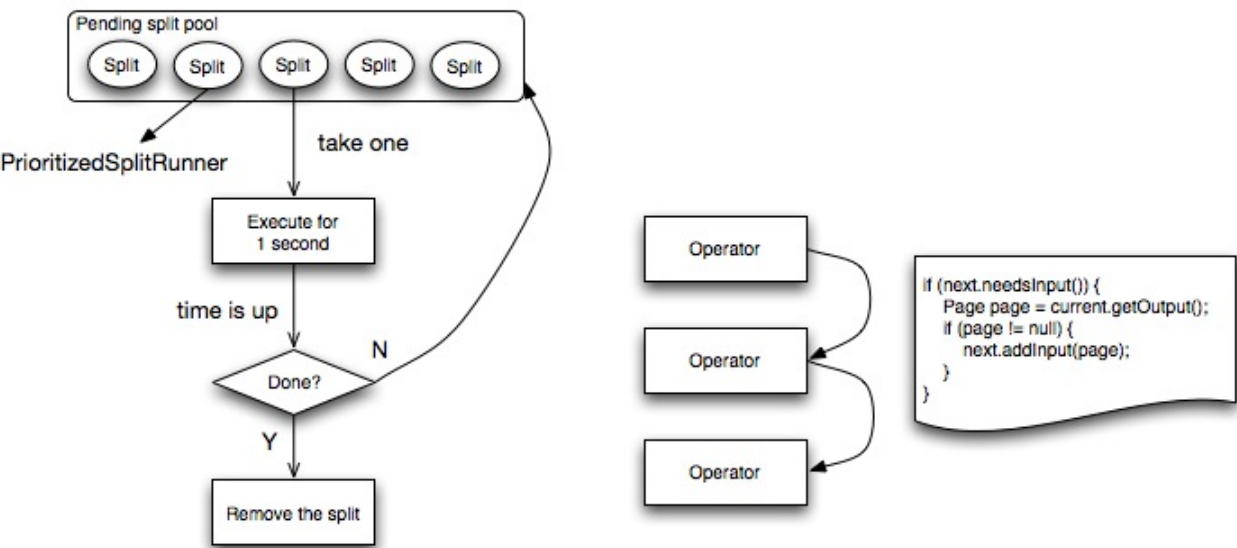 Pending split pool
Split Split Split Split Split
take one
PrioritizedSplitRunner
Execute for
1 second
time is up
N
Done?
Y
Remove the split
Operator
Operator
Operator
if (next.needsInput()) {
Page page = current.getOutput();
if (page != null) {
next.addInput(page);
}
}